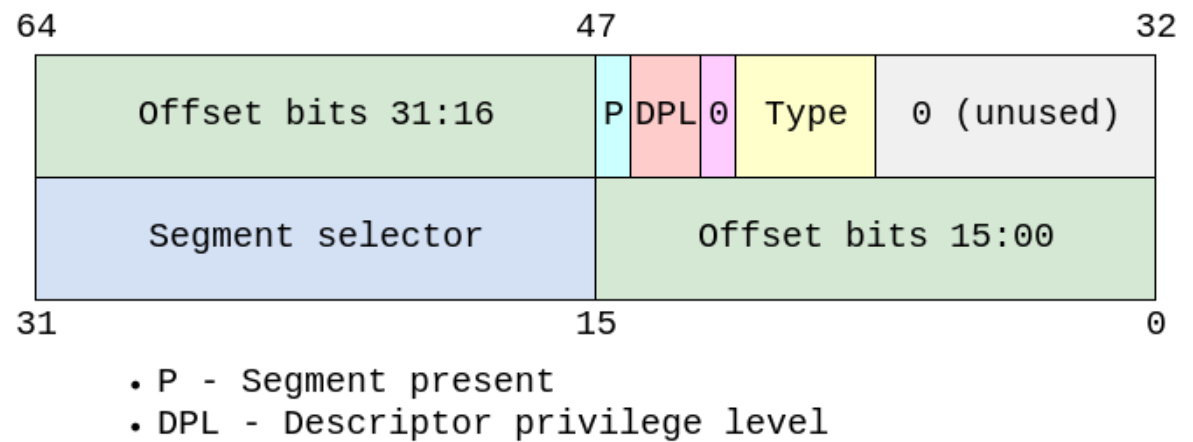 64 47 32
Offset bits 31:16 P DPL 0 Type 0 (unused)
Segment selector Offset bits 15:00
31 15 0
• P - Segment present
• DPL - Descriptor privilege level